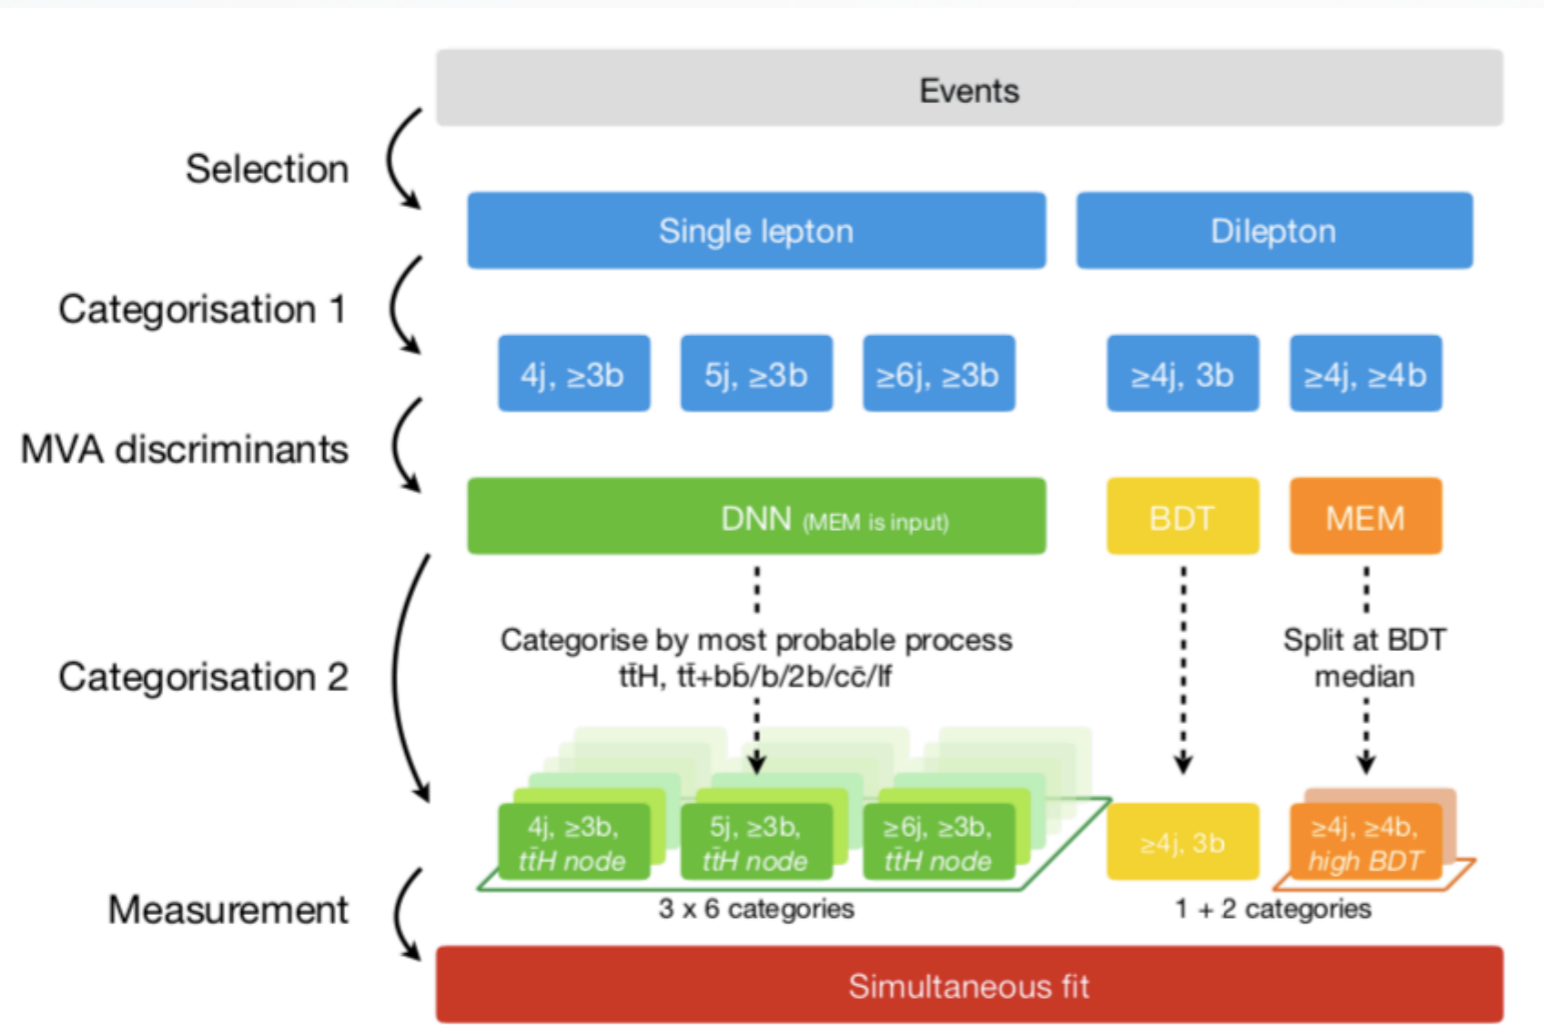 Events
Selection
Single lepton
Dilepton
Categorisation 1
4j, ≥3b
5j, ≥3b
≥6j, ≥3b
≥4j, 3b
≥4j, ≥4b
MVA discriminants
DNN (MEM is input)
BDT
MEM
Categorise by most probable process
tt̄H, tt̄+bb̄/b/2b/cc̄/lf
Split at BDT
median
Categorisation 2
4j, ≥3b,
tt̄H node
5j, ≥3b,
tt̄H node
≥6j, ≥3b,
tt̄H node
≥4j, 3b
≥4j, ≥4b,
high BDT
3 x 6 categories
1 + 2 categories
Measurement
Simultaneous fit